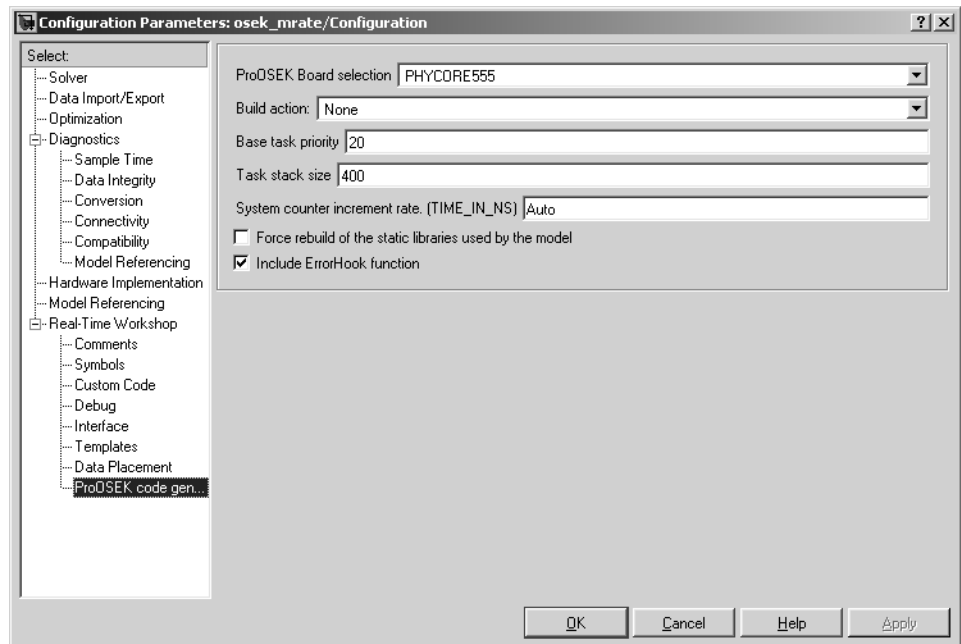 Configuration Parameters: osek_mrate/Configuration
Select:
Solver
Data Import/Export
Optimization
Diagnostics
Sample Time
Data Integrity
Conversion
Connectivity
Compatibility
Model Referencing
Hardware Implementation
Model Referencing
Real-Time Workshop
Comments
Symbols
Custom Code
Debug
Interface
Templates
Data Placement
ProOSEK code gen...
ProOSEK Board selection PHYCORE555
Build action: None
Base task priority 20
Task stack size 400
System counter increment rate. (TIME_IN_NS) Auto
Force rebuild of the static libraries used by the model
Include ErrorHook function
OK Cancel Help Apply